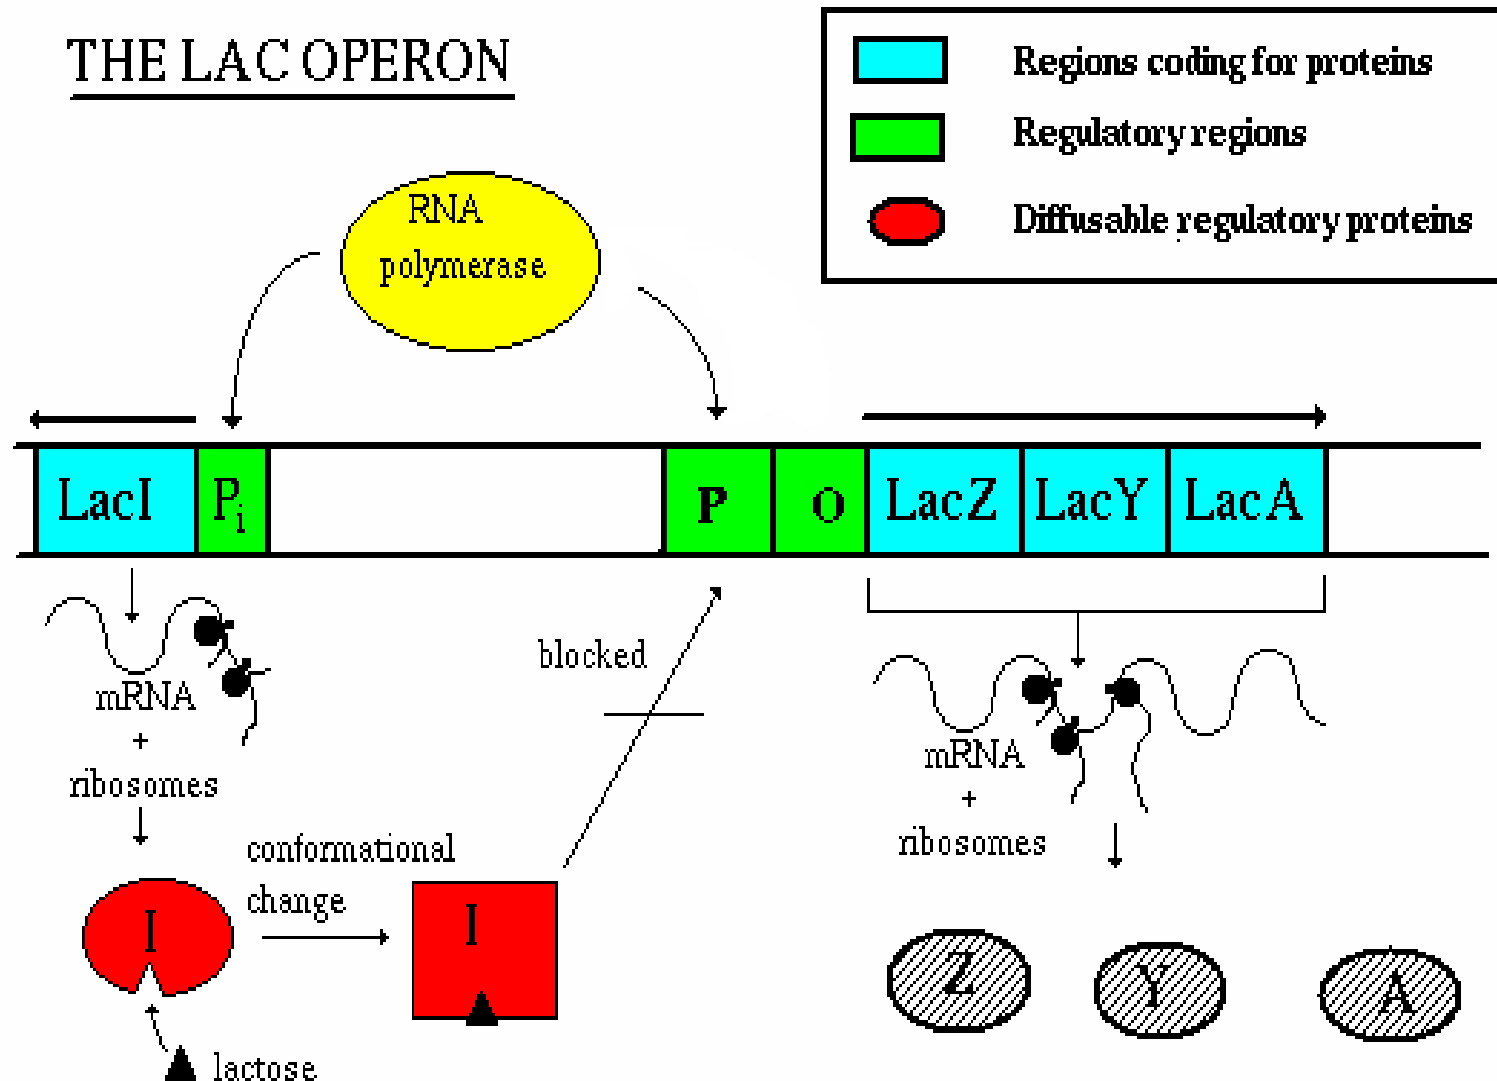 THE LAC OPERON
Regions coding for proteins
Regulatory regions
Diffusable regulatory proteins
RNA
polymerase
LacI
Pi
P
O
LacZ
LacY
LacA
mRNA
+
ribosomes
blocked
mRNA
+
ribosomes
conformational
change
I
I
lactose
Z
Y
A